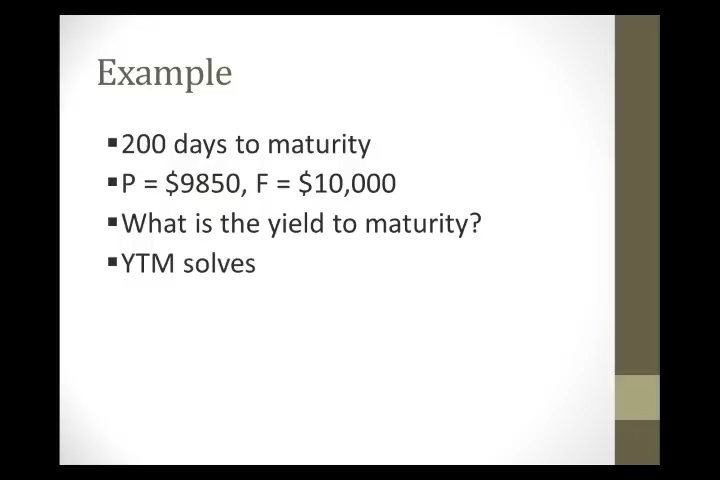 Example
▪200 days to maturity
▪P = $9850, F = $10,000
▪What is the yield to maturity?
▪YTM solves